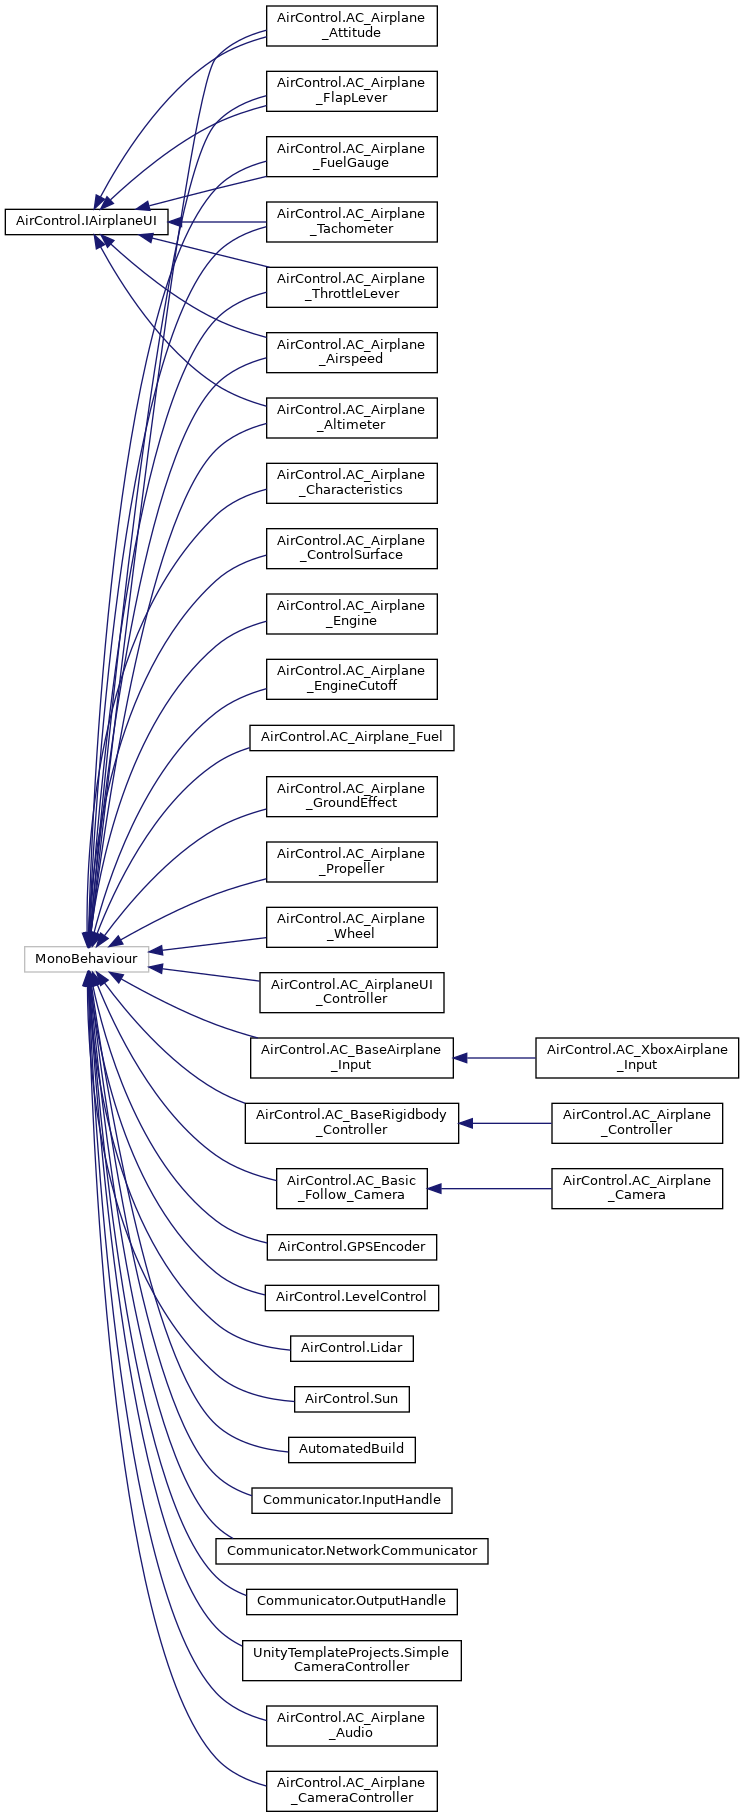 AirControl.AC_Airplane
_Attitude
AirControl.AC_Airplane
_FlapLever
AirControl.AC_Airplane
_FuelGauge
AirControl.IAirplaneUI
AirControl.AC_Airplane
_Tachometer
AirControl.AC_Airplane
_ThrottleLever
AirControl.AC_Airplane
_Airspeed
AirControl.AC_Airplane
_Altimeter
AirControl.AC_Airplane
_Characteristics
AirControl.AC_Airplane
_ControlSurface
AirControl.AC_Airplane
_Engine
AirControl.AC_Airplane
_EngineCutoff
AirControl.AC_Airplane_Fuel
AirControl.AC_Airplane
_GroundEffect
AirControl.AC_Airplane
_Propeller
AirControl.AC_Airplane
_Wheel
MonoBehaviour
AirControl.AC_AirplaneUI
_Controller
AirControl.AC_BaseAirplane
_Input
AirControl.AC_XboxAirplane
_Input
AirControl.AC_BaseRigidbody
_Controller
AirControl.AC_Airplane
_Controller
AirControl.AC_Basic
_Follow_Camera
AirControl.AC_Airplane
_Camera
AirControl.GPSEncoder
AirControl.LevelControl
AirControl.Lidar
AirControl.Sun
AutomatedBuild
Communicator.InputHandle
Communicator.NetworkCommunicator
Communicator.OutputHandle
UnityTemplateProjects.Simple
CameraController
AirControl.AC_Airplane
_Audio
AirControl.AC_Airplane
_CameraController